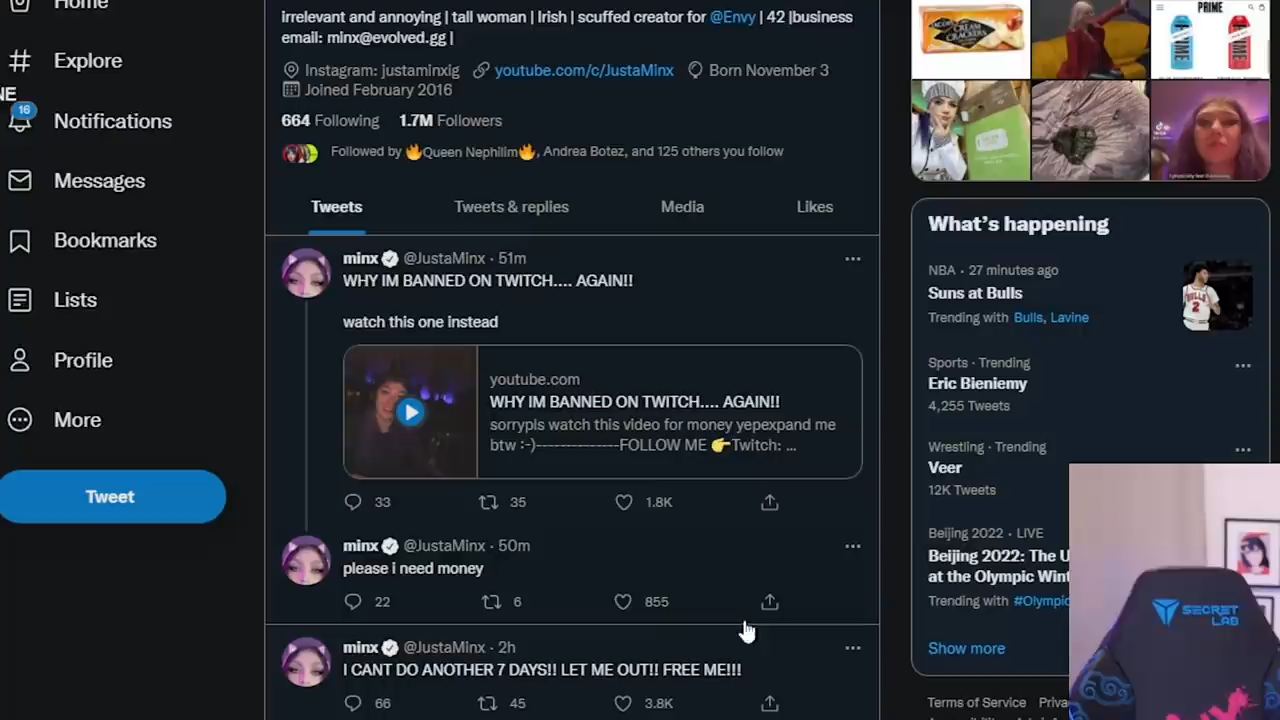 Home
Explore
NE
16
Notifications
Messages
Bookmarks
Lists
Profile
More
Tweet
irrelevant and annoying | tall woman | Irish | scuffed creator for @Envy | 42 |business
email: minx@evolved.gg |
Instagram: justaminxig youtube.com/c/JustaMinx Born November 3
Joined February 2016
664 Following 1.7M Followers
Followed by 🔥Queen Nephilim🔥, Andrea Botez, and 125 others you follow
Tweets Tweets & replies Media Likes
minx @JustaMinx · 51m
WHY IM BANNED ON TWITCH.... AGAIN!!
watch this one instead
youtube.com
WHY IM BANNED ON TWITCH.... AGAIN!!
sorrypls watch this video for money yepexpand me
btw :-)---------------FOLLOW ME 👉Twitch: ...
33 35 1.8K
minx @JustaMinx · 50m
please i need money
22 6 855
minx @JustaMinx · 2h
I CANT DO ANOTHER 7 DAYS!! LET ME OUT!! FREE ME!!!
66 45 3.8K
CREAM
CRACKERS
PRIME
What's happening
NBA · 27 minutes ago
Suns at Bulls
Trending with Bulls, Lavine
BULLS
2
Sports · Trending
Eric Bieniemy
4,255 Tweets
Wrestling · Trending
Veer
12K Tweets
Beijing 2022 · LIVE
Beijing 2022: The U
at the Olympic Wint
Trending with #Olympic
Show more
Terms of Service Priva
SECRET
LAB